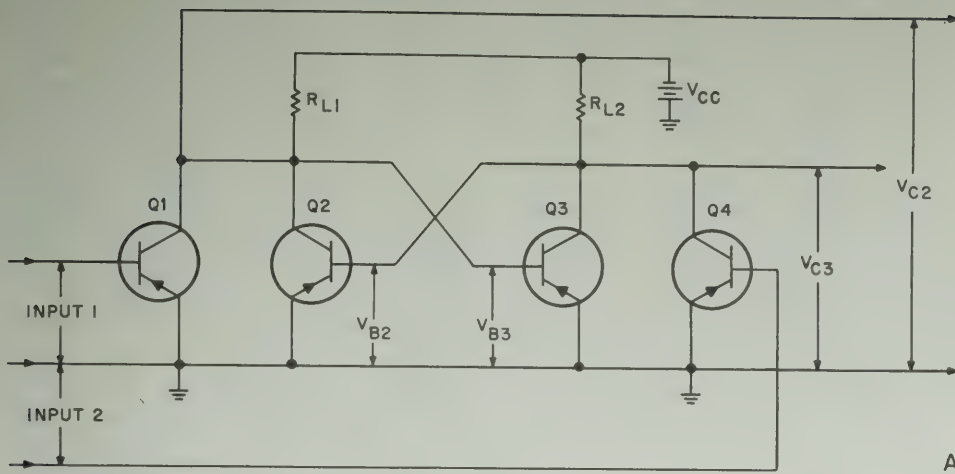 R L1
R L2
V CC
Q1
Q2
Q3
Q4
V C2
V C3
INPUT 1
V B2
V B3
INPUT 2
A